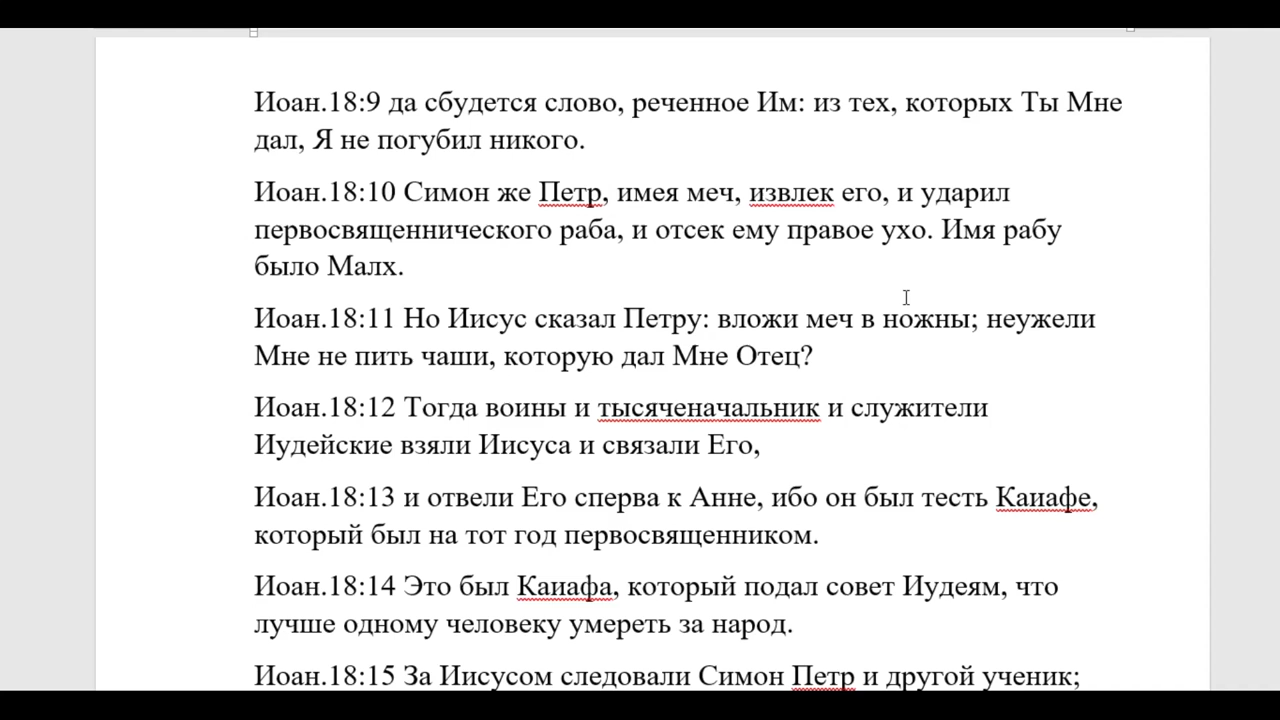 Иоан.18:9 да сбудется слово, реченное Им: из тех, которых Ты Мне
дал, Я не погубил никого.
Иоан.18:10 Симон же Петр, имея меч, извлек его, и ударил
первосвященнического раба, и отсек ему правое ухо. Имя рабу
было Малх.
Иоан.18:11 Но Иисус сказал Петру: вложи меч в ножны; неужели
Мне не пить чаши, которую дал Мне Отец?
Иоан.18:12 Тогда воины и тысяченачальник и служители
Иудейские взяли Иисуса и связали Его,
Иоан.18:13 и отвели Его сперва к Анне, ибо он был тесть Каиафе,
который был на тот год первосвященником.
Иоан.18:14 Это был Каиафа, который подал совет Иудеям, что
лучше одному человеку умереть за народ.
Иоан.18:15 За Иисусом следовали Симон Петр и другой ученик;